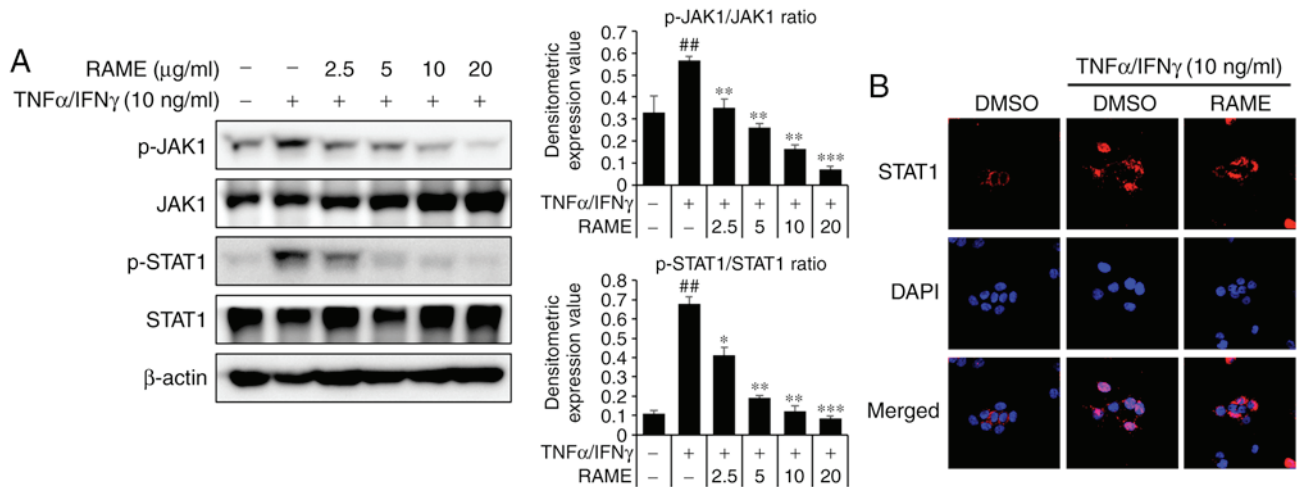 A
RAME (μg/ml) – – 2.5 5 10 20
TNFα/IFNγ (10 ng/ml) – + + + + +
p-JAK1
JAK1
p-STAT1
STAT1
β-actin
p-JAK1/JAK1 ratio
Densitometric
expression value
0.7
0.6
0.5
0.4
0.3
0.2
0.1
0
##
**
**
**
***
TNFα/IFNγ – + + + + +
RAME – – 2.5 5 10 20
p-STAT1/STAT1 ratio
Densitometric
expression value
0.8
0.7
0.6
0.5
0.4
0.3
0.2
0.1
0
##
*
**
**
***
TNFα/IFNγ – + + + + +
RAME – – 2.5 5 10 20
B
TNFα/IFNγ (10 ng/ml)
DMSO DMSO RAME
STAT1
DAPI
Merged